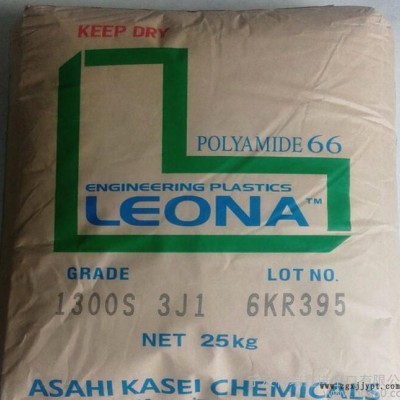 KEEP DRY
POLYAMIDE 66
ENGINEERING PLASTICS
LEONA™
GRADE LOT NO.
1300S 3J1 6KR395
NET 25kg
ASAHI KASEI CHEMICALS